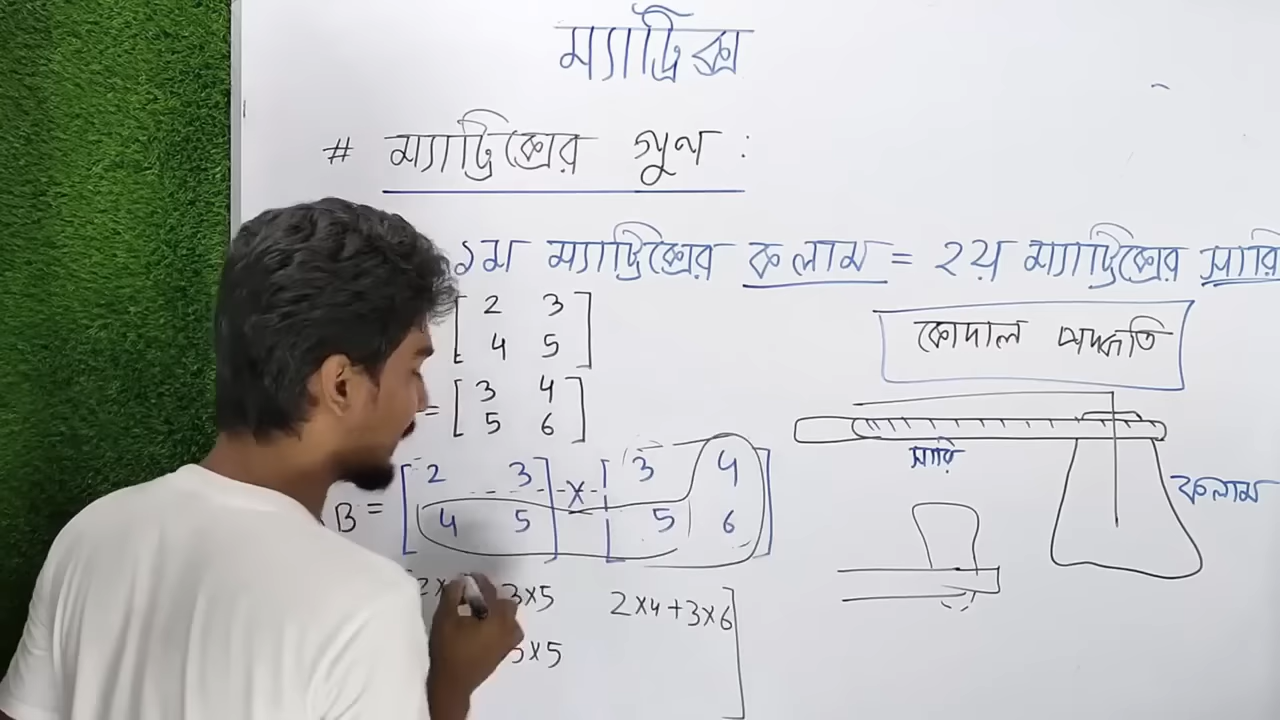 ম্যাট্রিক্স
# ম্যাট্রিক্সের গুন :
১ম ম্যাট্রিক্সের কলাম = ২য় ম্যাট্রিক্সের সারি
[2 3
4 5]
= [3 4
5 6]
কোদাল পদ্ধতি
সারি
কলাম
B = [2 3 × [3 4
4 5] [5 6]
2× 3×5 2×4+3×6
×5 ]